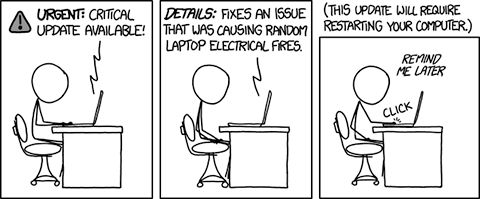 URGENT: CRITICAL
UPDATE AVAILABLE!
DETAILS: FIXES AN ISSUE
THAT WAS CAUSING RANDOM
LAPTOP ELECTRICAL FIRES.
(THIS UPDATE WILL REQUIRE
RESTARTING YOUR COMPUTER.)
REMIND
ME LATER
CLICK